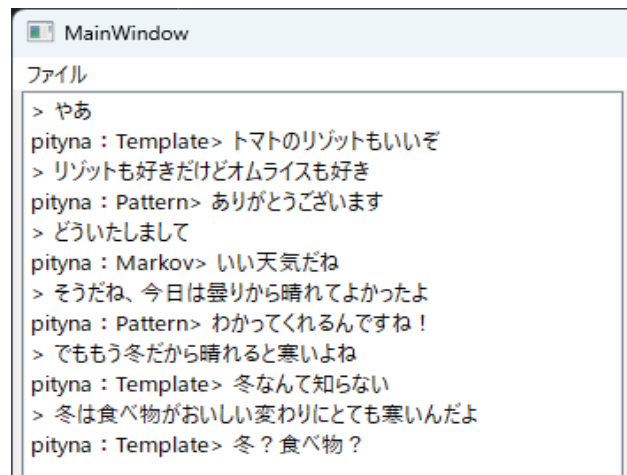 MainWindow
ファイル
> やあ
pityna：Template> トマトのリゾットもいいぞ
> リゾットも好きだけどオムライスも好き
pityna：Pattern> ありがとうございます
> どういたしまして
pityna：Markov> いい天気だね
> そうだね、今日は曇りから晴れてよかったよ
pityna：Pattern> わかってくれるんですね！
> でももう冬だから晴れると寒いよね
pityna：Template> 冬なんて知らない
> 冬は食べ物がおいしい変わりにとても寒いんだよ
pityna：Template> 冬？食べ物？